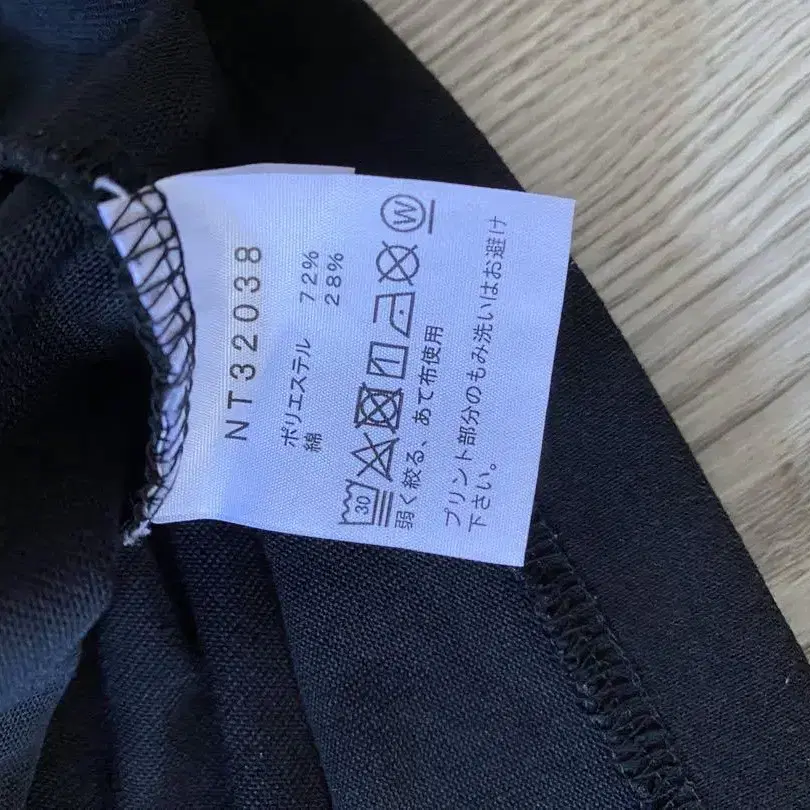 NT32038
ポリエステル 72%
綿 28%
30 W
弱く絞る、あて布使用
プリント部分のもみ洗いはお避け
下さい。